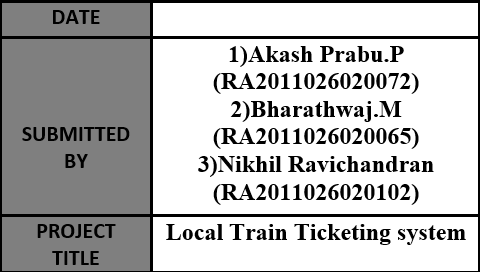 DATE
SUBMITTED
BY
1)Akash Prabu.P
(RA2011026020072)
2)Bharathwaj.M
(RA2011026020065)
3)Nikhil Ravichandran
(RA2011026020102)
PROJECT
TITLE
Local Train Ticketing system